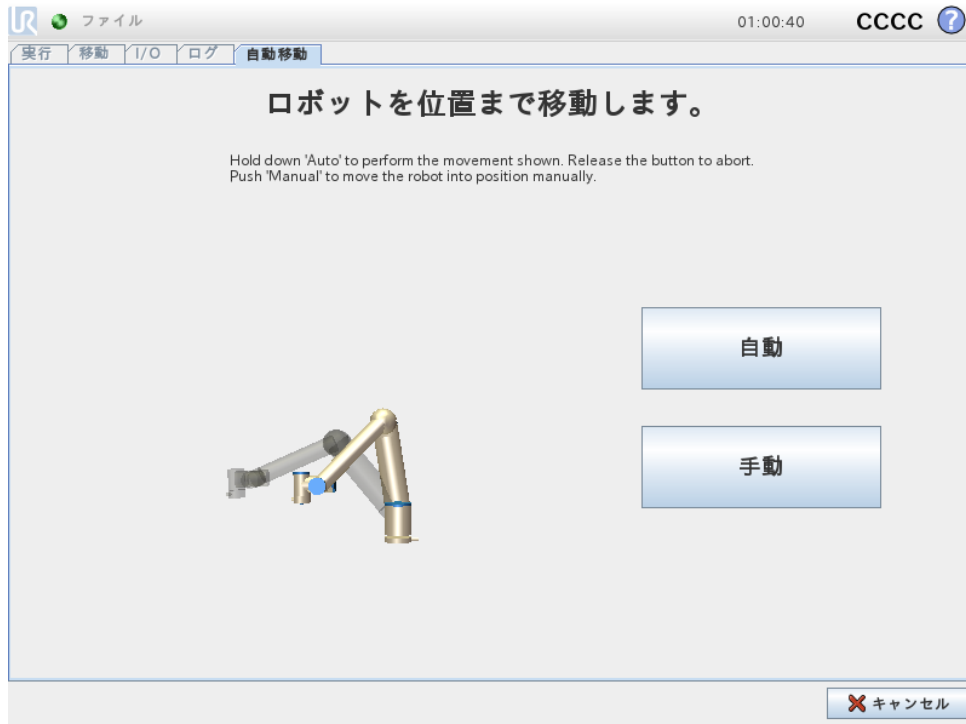 UR ファイル 01:00:40 CCCC ?
実行 移動 I/O ログ 自動移動
ロボットを位置まで移動します。
Hold down 'Auto' to perform the movement shown. Release the button to abort.
Push 'Manual' to move the robot into position manually.
自動
手動
キャンセル